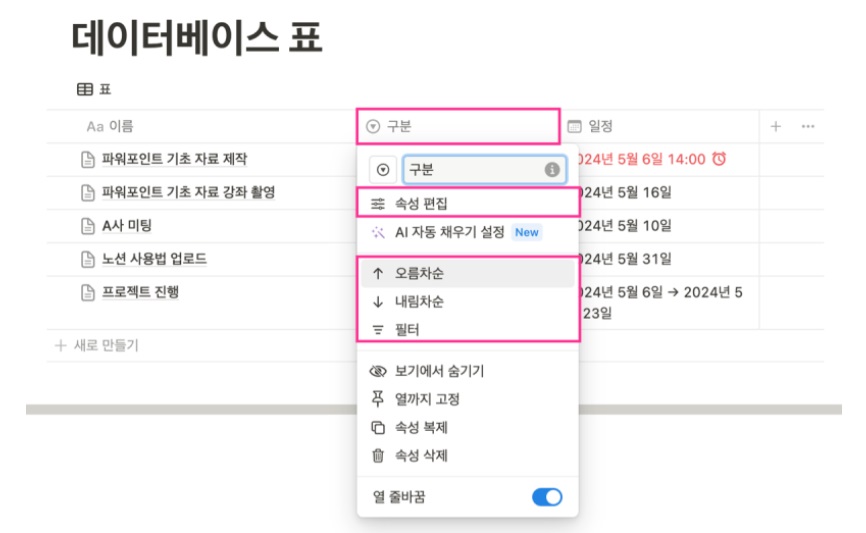 데이터베이스 표
표
Aa 이름
구분
일정
파워포인트 기초 자료 제작
024년 5월 6일 14:00
구분
파워포인트 기초 자료 강좌 촬영
속성 편집
024년 5월 16일
A사 미팅
AI 자동 채우기 설정 New
024년 5월 10일
노션 사용법 업로드
024년 5월 31일
오름차순
프로젝트 진행
내림차순
024년 5월 6일 → 2024년 5
23일
필터
새로 만들기
보기에서 숨기기
열까지 고정
속성 복제
속성 삭제
열 줄바꿈